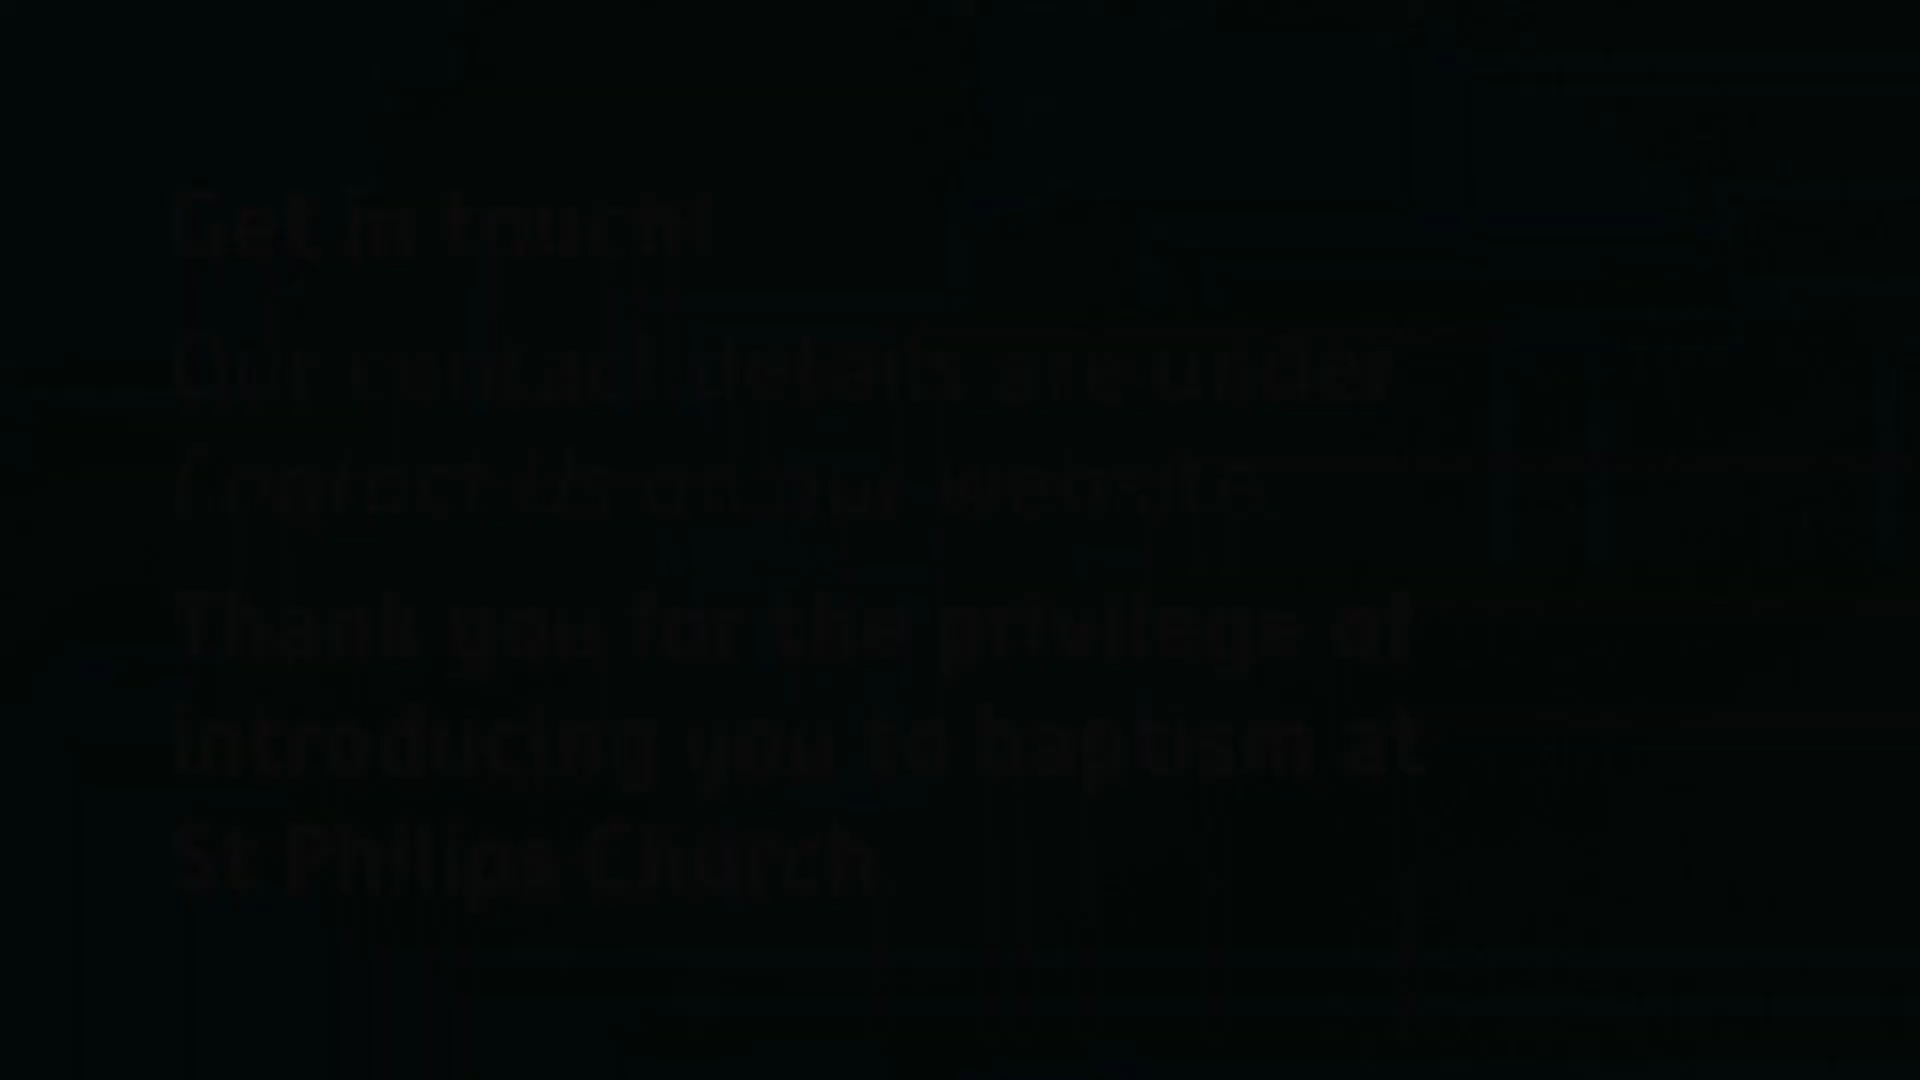 Get in touch!
Our contact details are under
Contact Us on our website
Thank you for the privilege of
introducing you to baptism at
St Philips Church